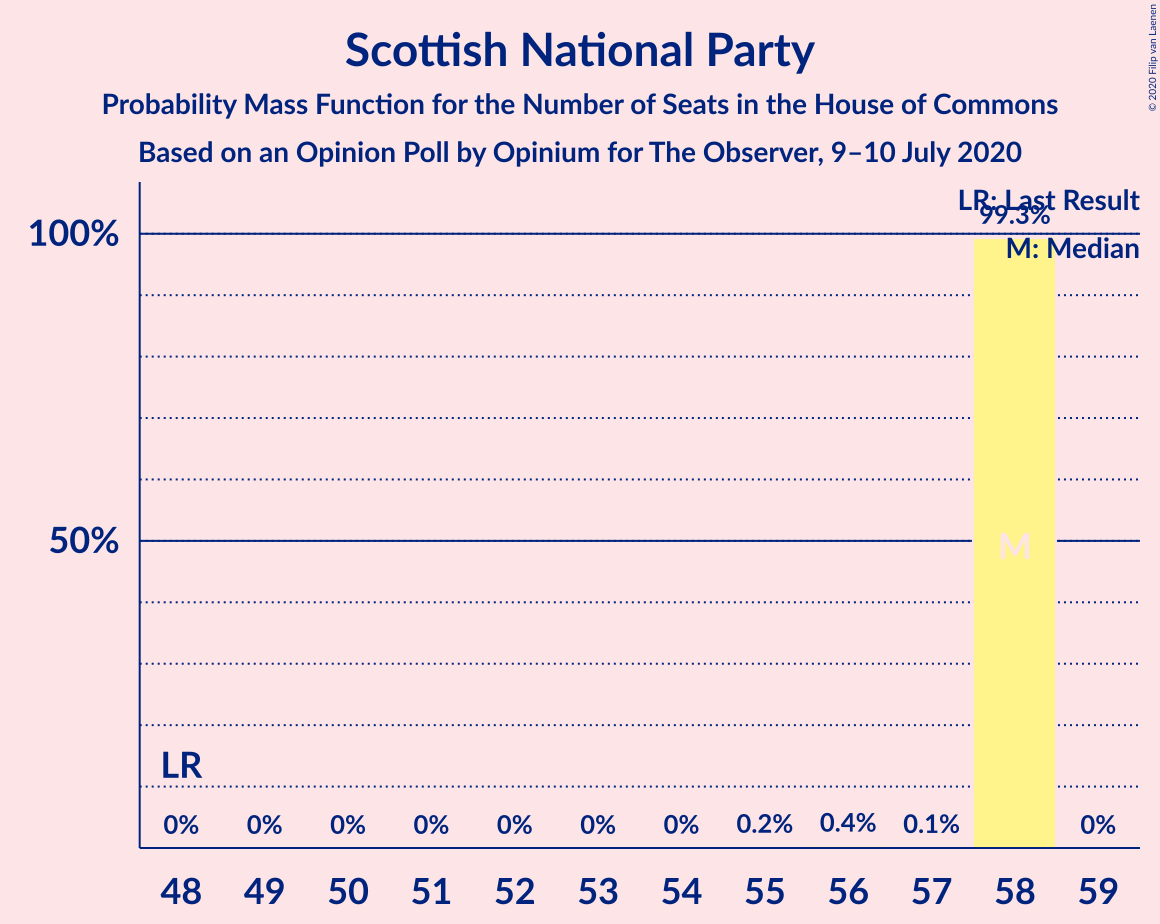 Scottish National Party
Probability Mass Function for the Number of Seats in the House of Commons
Based on an Opinion Poll by Opinium for The Observer, 9–10 July 2020
© 2020 Filip van Laenen
LR: Last Result
99.3%
100%
M: Median
50%
M
LR
0% 0% 0% 0% 0% 0% 0% 0.2% 0.4% 0.1% 0%
48 49 50 51 52 53 54 55 56 57 58 59